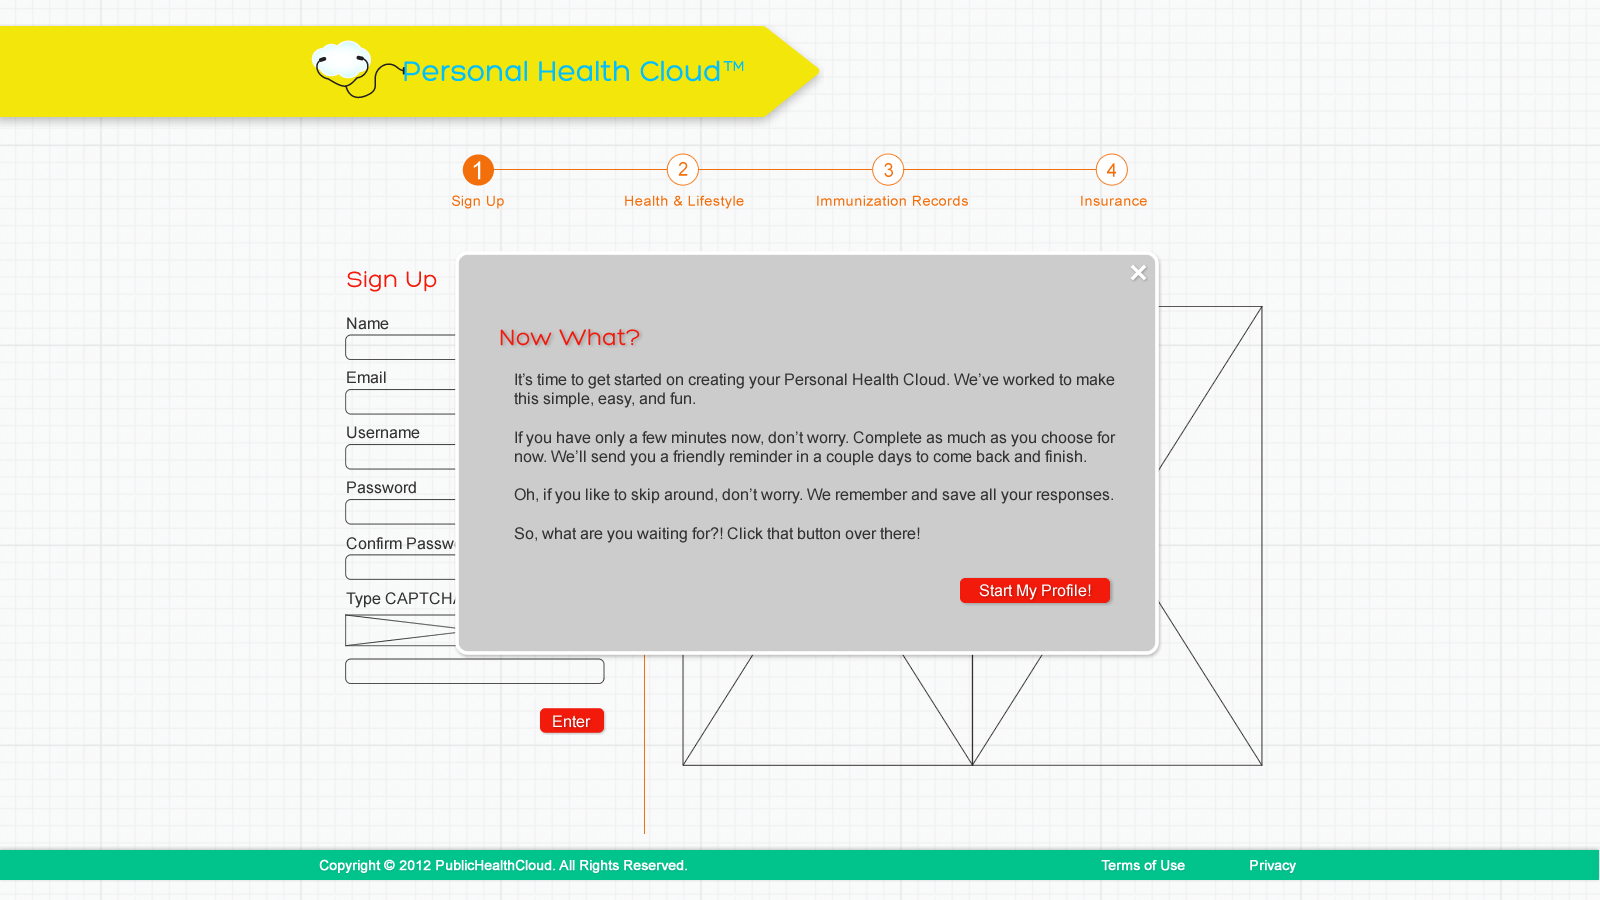 Personal Health Cloud™
1
2
3
4
Sign Up
Health & Lifestyle
Immunization Records
Insurance
Sign Up
Name
Email
Username
Password
Confirm
Type
×
Now What?
It’s time to get started on creating your Personal Health Cloud. We’ve worked to make
this simple, easy, and fun.
If you have only a few minutes now, don’t worry. Complete as much as you choose for
now. We’ll send you a friendly reminder in a couple days to come back and finish.
Oh, if you like to skip around, don’t worry. We remember and save all your responses.
So, what are you waiting for?! Click that button over there!
Start My Profile!
Enter
Copyright © 2012 PublicHealthCloud. All Rights Reserved.
Terms of Use
Privacy